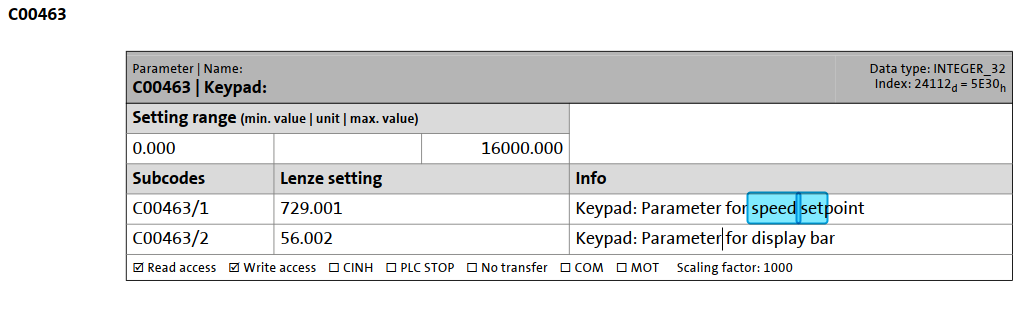 C00463
Parameter | Name:
C00463 | Keypad:
Data type: INTEGER_32
Index: 24112d = 5E30h
Setting range (min. value | unit | max. value)
0.000 16000.000
Subcodes Lenze setting Info
C00463/1 729.001 Keypad: Parameter for speed setpoint
C00463/2 56.002 Keypad: Parameter for display bar
☑ Read access ☑ Write access ☐ CINH ☐ PLC STOP ☐ No transfer ☐ COM ☐ MOT Scaling factor: 1000